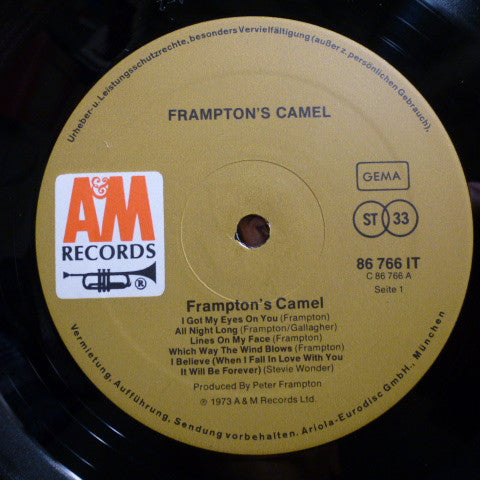 Urheber- u. Leistungsschutzrechte, besonders Vervielfältigung (außer z. persönlichen Gebrauch),
FRAMPTON'S CAMEL
A&M
RECORDS
®
GEMA
ST 33
86 766 IT
C 86 766 A
Seite 1
Frampton's Camel
I Got My Eyes On You (Frampton)
All Night Long (Frampton/Gallagher)
Lines On My Face (Frampton)
Which Way The Wind Blows (Frampton)
I Believe (When I Fall In Love With You
It Will Be Forever) (Stevie Wonder)
Produced By Peter Frampton
℗ 1973 A & M Records Ltd.
Vermietung, Aufführung, Sendung vorbehalten. Ariola-Eurodisc GmbH., München